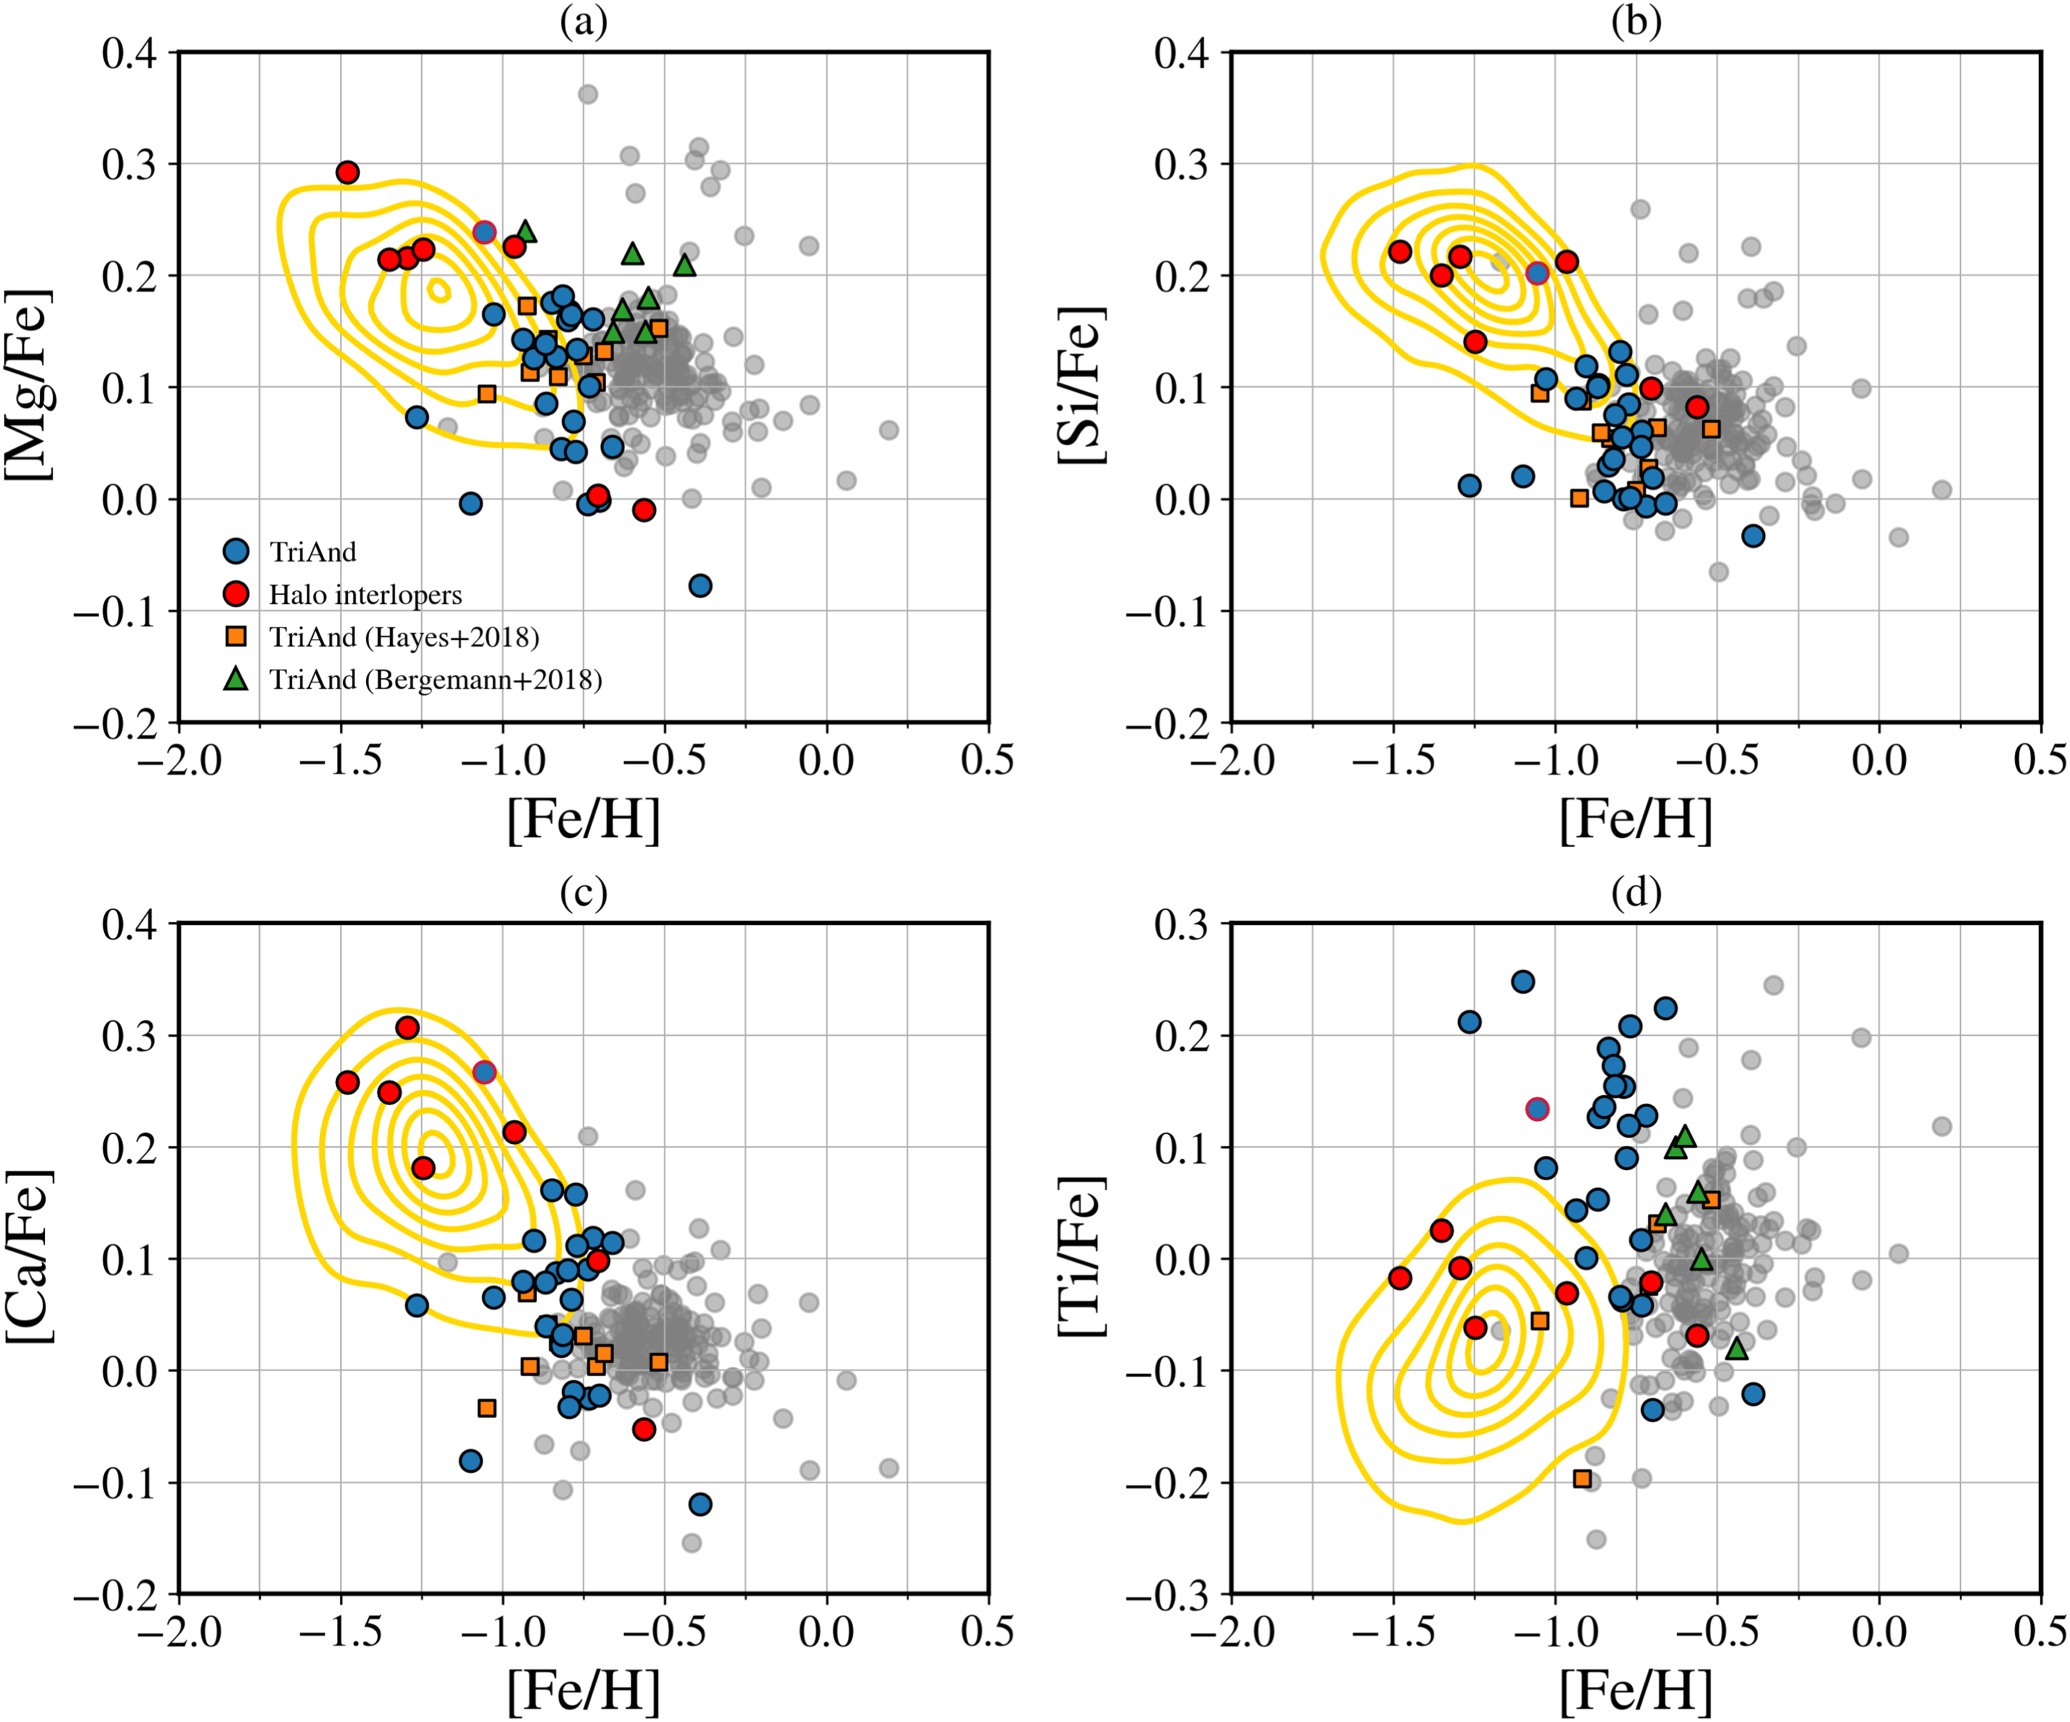 (a)
0.4
0.3
0.2
0.1
0.0
−0.1
−0.2
[Mg/Fe]
TriAnd
Halo interlopers
TriAnd (Hayes+2018)
TriAnd (Bergemann+2018)
−2.0 −1.5 −1.0 −0.5 0.0 0.5
[Fe/H]
(b)
0.4
0.3
0.2
0.1
0.0
−0.1
−0.2
[Si/Fe]
−2.0 −1.5 −1.0 −0.5 0.0 0.5
[Fe/H]
(c)
0.4
0.3
0.2
0.1
0.0
−0.1
−0.2
[Ca/Fe]
−2.0 −1.5 −1.0 −0.5 0.0 0.5
[Fe/H]
(d)
0.3
0.2
0.1
0.0
−0.1
−0.2
−0.3
[Ti/Fe]
−2.0 −1.5 −1.0 −0.5 0.0 0.5
[Fe/H]